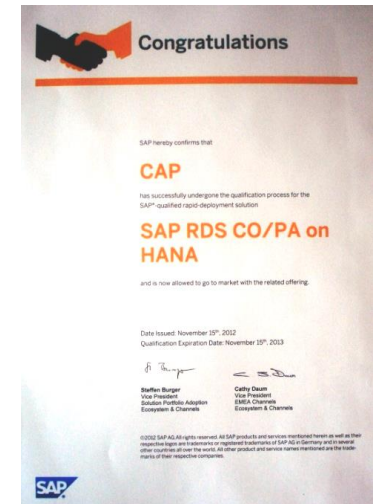 Congratulations
SAP hereby confirms that
CAP
has successfully undergone the qualification process for the
SAP®-qualified rapid-deployment solution
SAP RDS CO/PA on
HANA
and is now allowed to go to market with the related offering.
Date Issued: November 15th, 2012
Qualification Expiration Date: November 15th, 2013
Steffen Burger
Vice President
Solution Portfolio Adoption
Ecosystem & Channels
Cathy Daum
Vice President
EMEA Channels
Ecosystem & Channels
©2012 SAP AG. All rights reserved. All SAP products and services mentioned herein as well as their
respective logos are trademarks or registered trademarks of SAP AG in Germany and in several
other countries all over the world. All other product and service names mentioned are the trade-
marks of their respective companies.
SAP